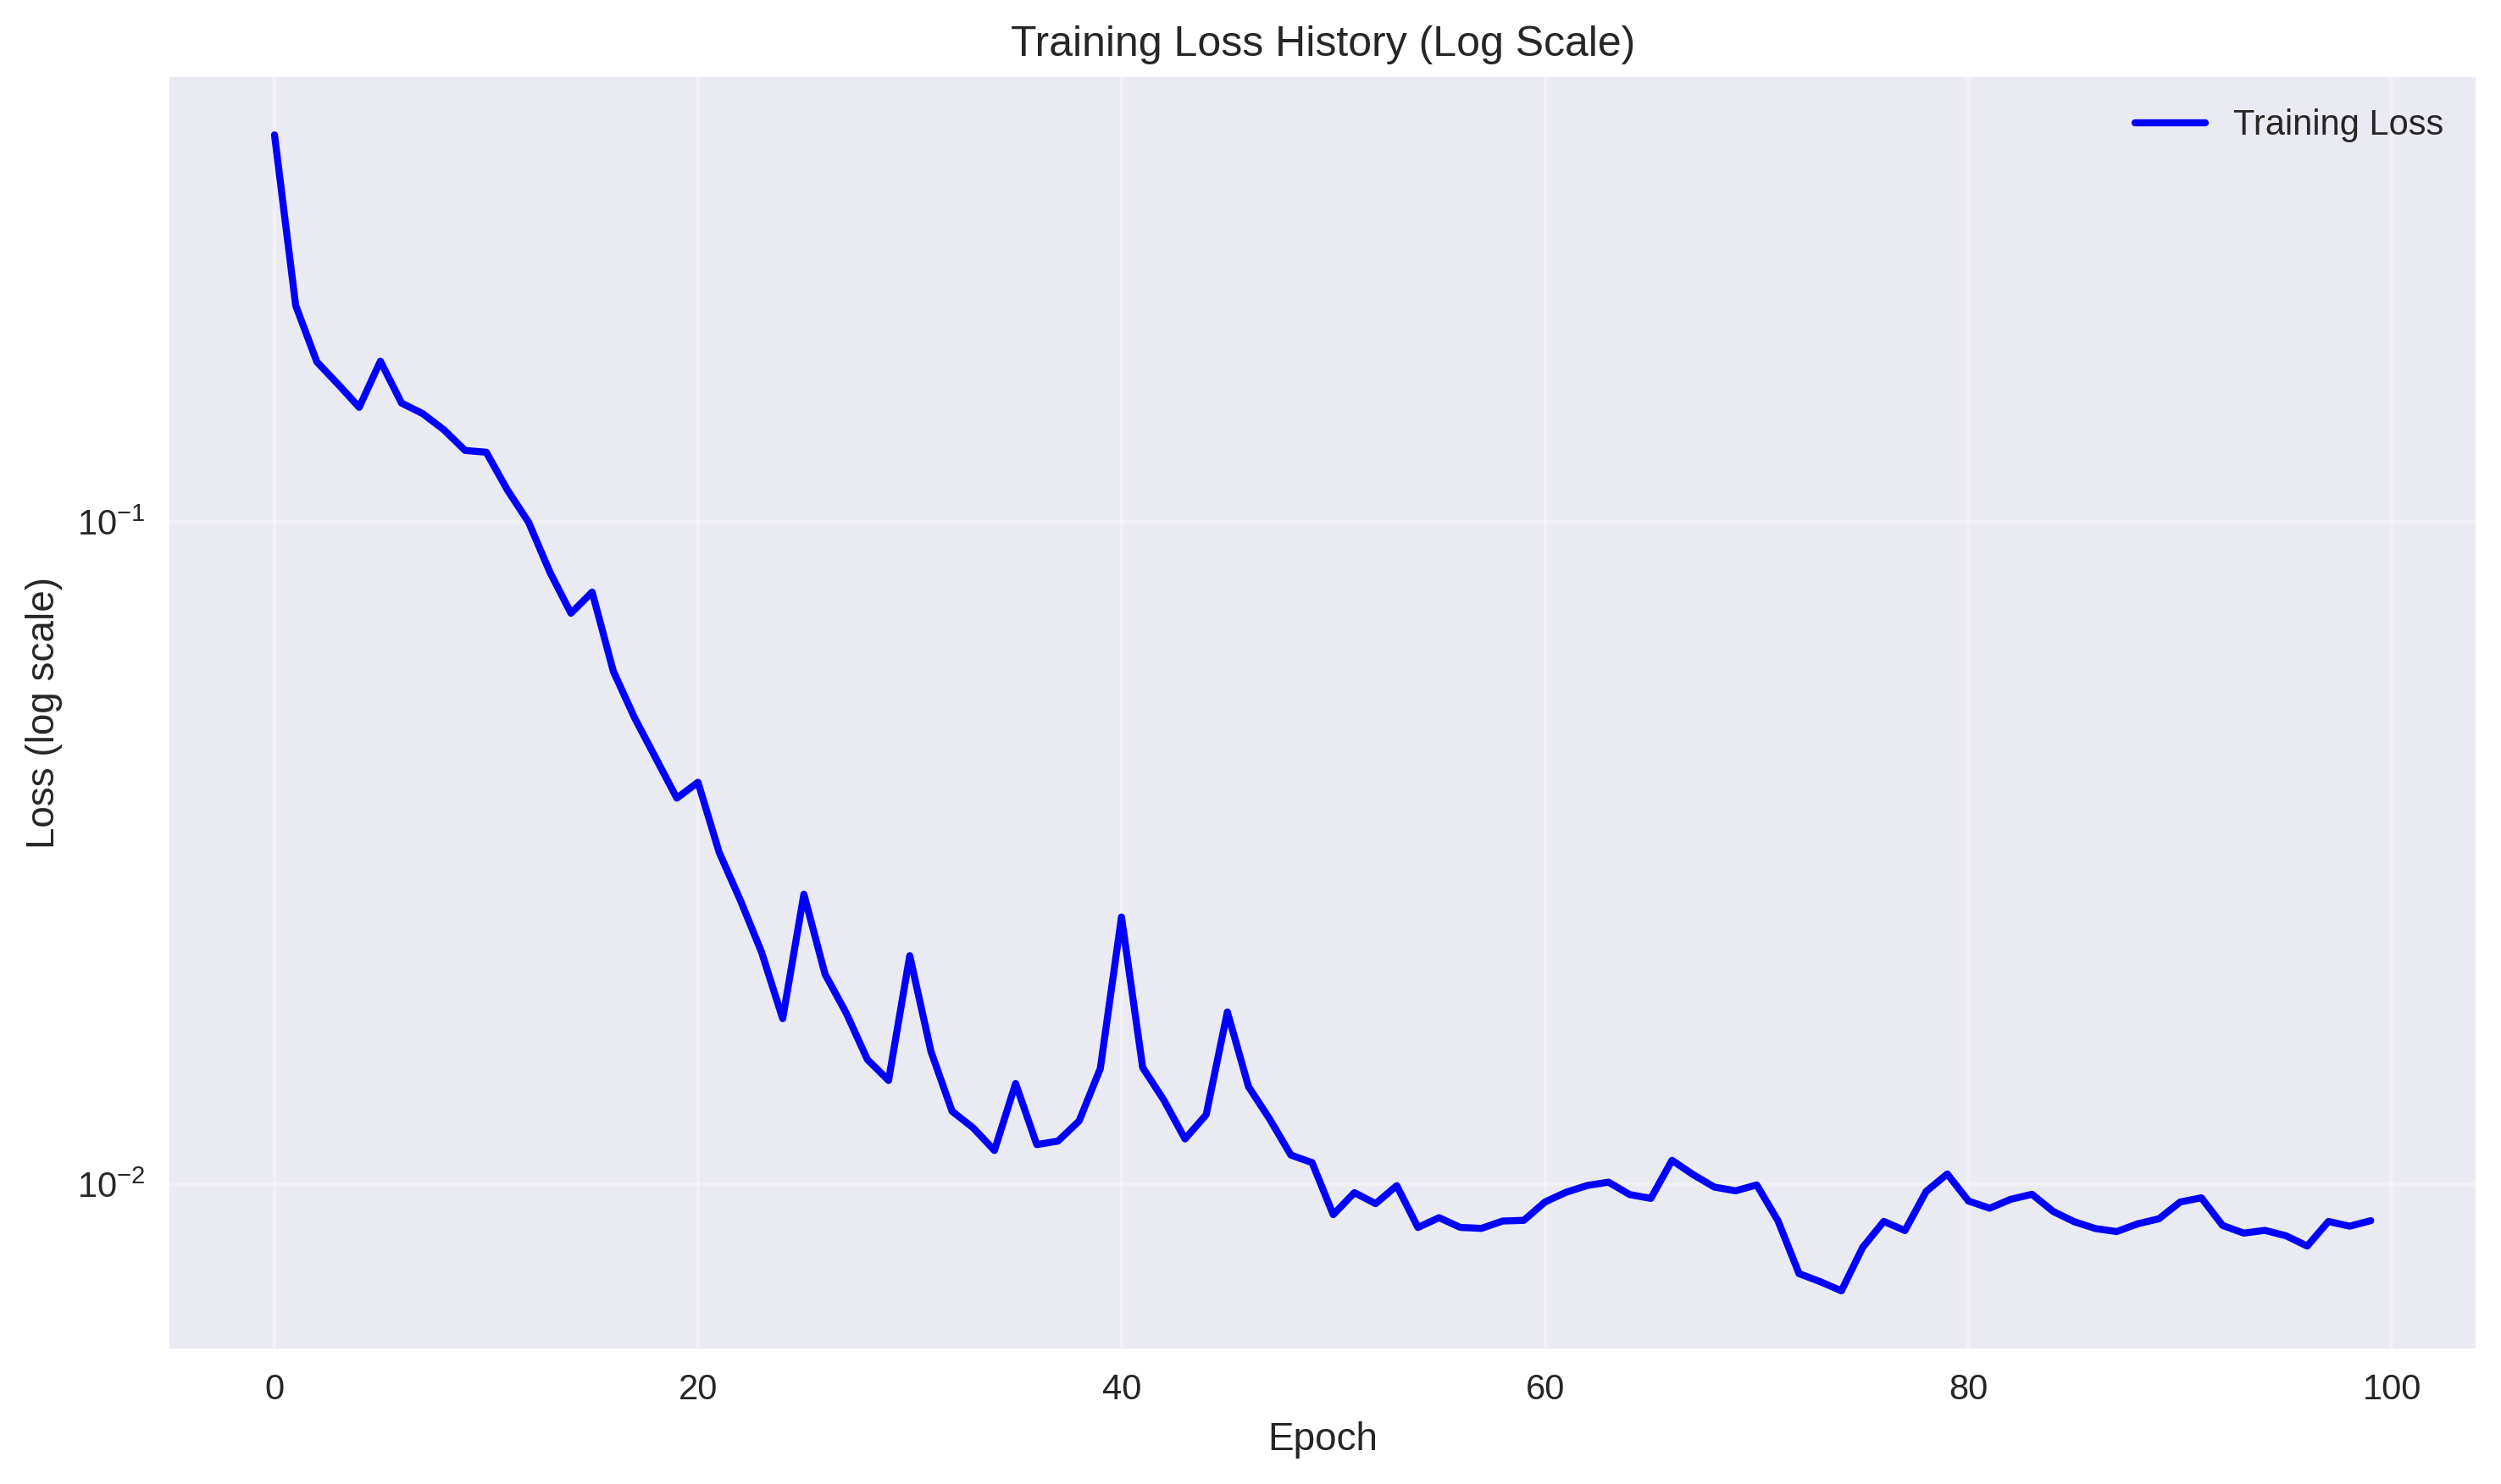 Training Loss History (Log Scale)
Training Loss
10⁻¹
10⁻²
Loss (log scale)
0 20 40 60 80 100
Epoch